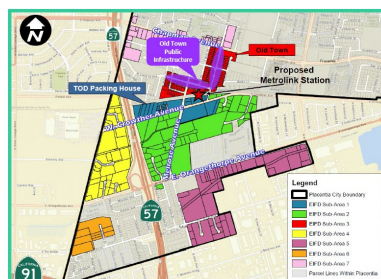 N
57
Old Town
Public
Infrastructure
Old Town
Proposed
Metrolink Station
TOD Packing House
W. Crowther Avenue
E. Orangethorpe Avenue
57
91
Legend
Placentia City Boundary
EIFD Sub-Area 1
EIFD Sub-Area 2
EIFD Sub-Area 3
EIFD Sub-Area 4
EIFD Sub-Area 5
EIFD Sub-Area 6
EIFD Sub-Area 7
Parcel Lines Within Placentia